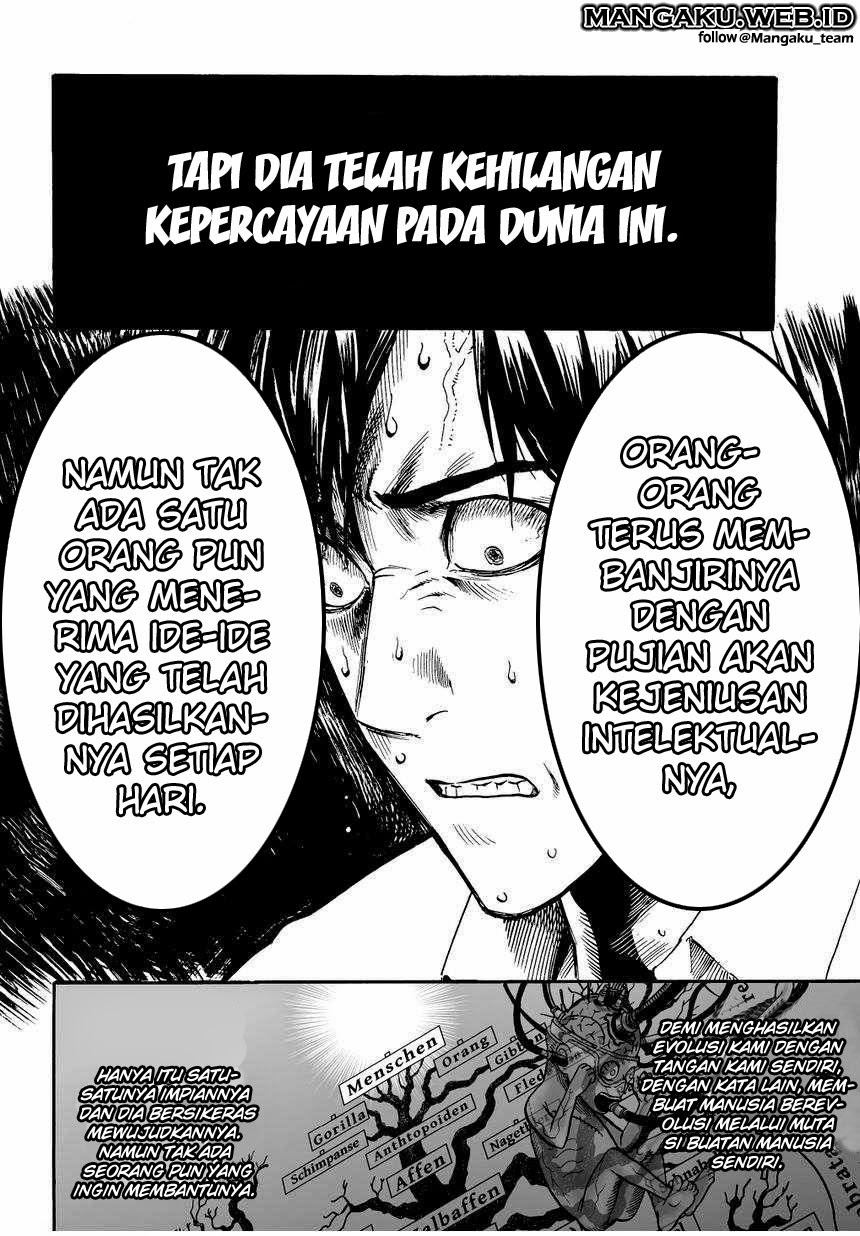 MANGAKU.WEB.ID
follow @Mangaku_team
TAPI DIA TELAH KEHILANGAN
KEPERCAYAAN PADA DUNIA INI.
ORANG-
ORANG
TERUS MEM-
BANJIRINYA
DENGAN
PUJIAN AKAN
KEJENIUSAN
INTELEKTUAL-
NYA,
NAMUN TAK
ADA SATU
ORANG PUN
YANG MENE-
RIMA IDE-IDE
YANG TELAH
DIHASILKAN-
NYA SETIAP
HARI.
DEMI MENGHASILKAN
EVOLUSI KAMI DENGAN
TANGAN KAMI SENDIRI,
DENGAN KATA LAIN, MEM-
BUAT MANUSIA BEREV-
OLUSI MELALUI MUTA
SI BUATAN MANUSIA
SENDIRI.
HANYA ITU SATU-
SATUNYA IMPIANNYA
DAN DIA BERSIKERAS
MEWUJUDKANNYA.
NAMUN TAK ADA
SEORANG PUN YANG
INGIN MEMBANTUNYA.
Menschen
Orang
Gibbon
Fled
Gorilla
Anthtopoiden
Schimpanse
Affen
Nageth
Halbaffen